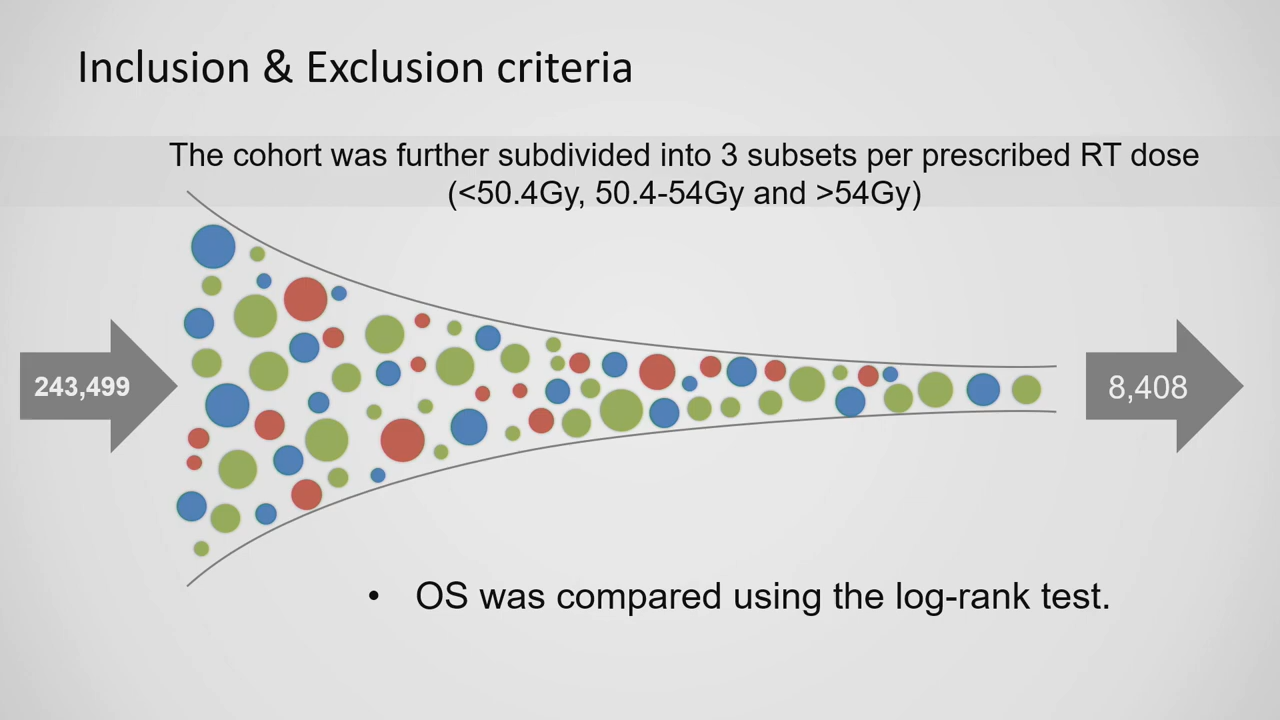 Inclusion & Exclusion criteria
The cohort was further subdivided into 3 subsets per prescribed RT dose
(<50.4Gy, 50.4-54Gy and >54Gy)
243,499
8,408
• OS was compared using the log-rank test.